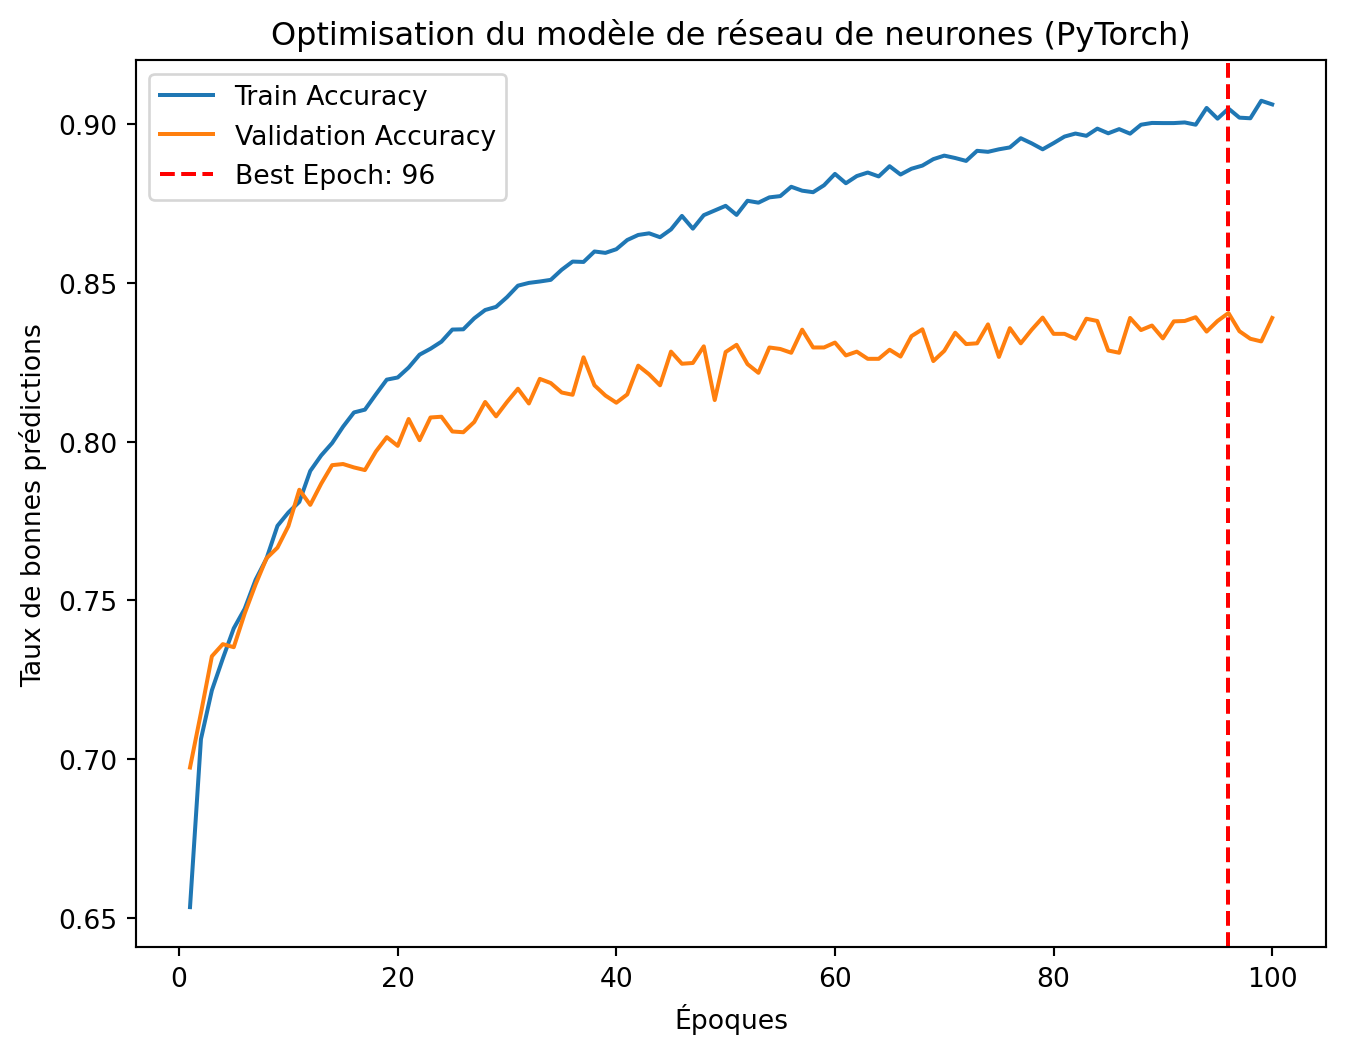 Optimisation du modèle de réseau de neurones (PyTorch)
Train Accuracy
Validation Accuracy
Best Epoch: 96
Taux de bonnes prédictions
0.90
0.85
0.80
0.75
0.70
0.65
0
20
40
60
80
100
Époques